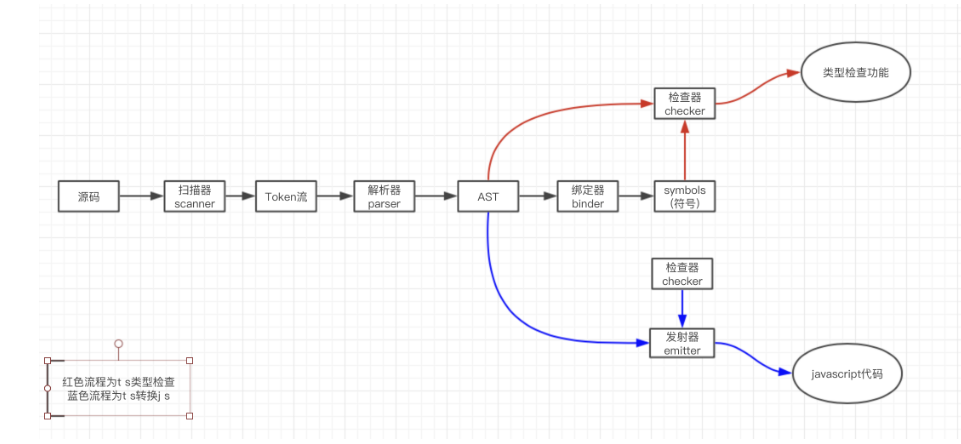 类型检查功能
检查器
checker
源码
扫描器
scanner
Token流
解析器
parser
AST
绑定器
binder
symbols
(符号)
检查器
checker
发射器
emitter
javascript代码
红色流程为t s类型检查
蓝色流程为t s转换j s